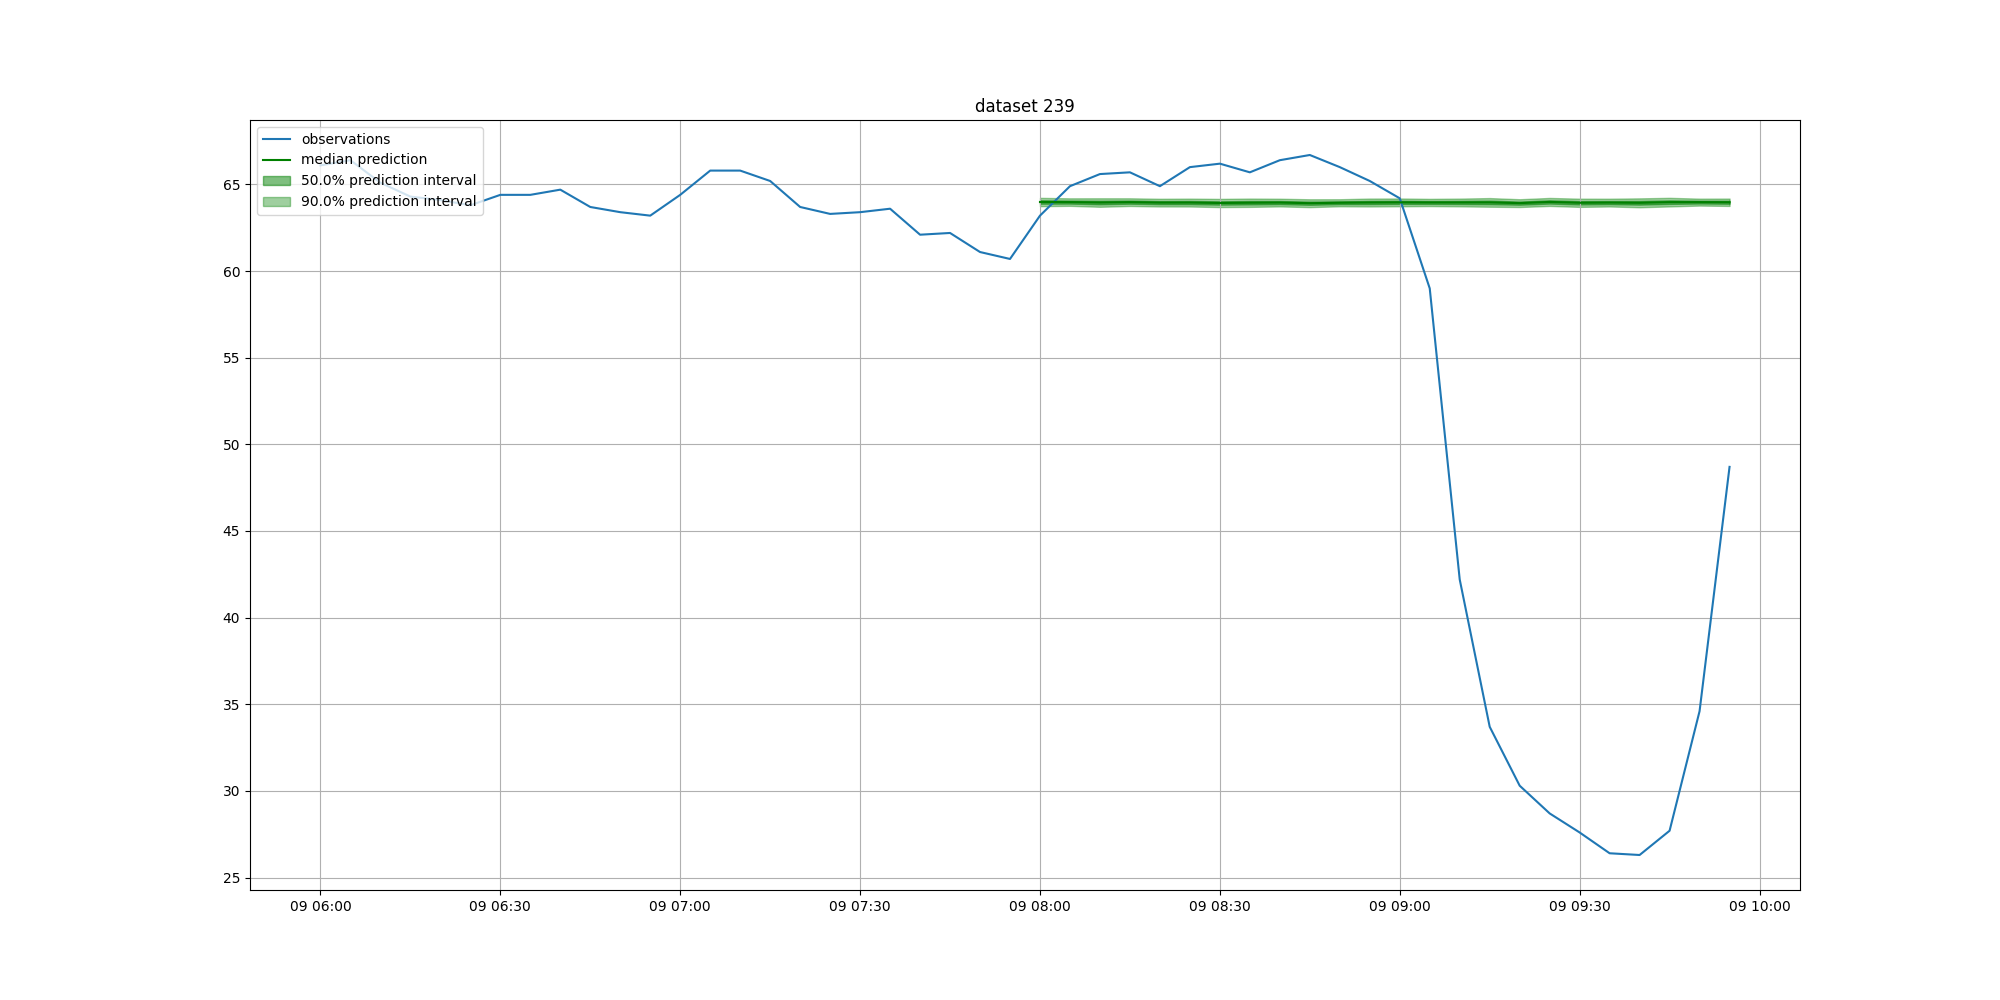 dataset 239
observations
median prediction
50.0% prediction interval
90.0% prediction interval
65
60
55
50
45
40
35
30
25
09 06:00 09 06:30 09 07:00 09 07:30 09 08:00 09 08:30 09 09:00 09 09:30 09 10:00